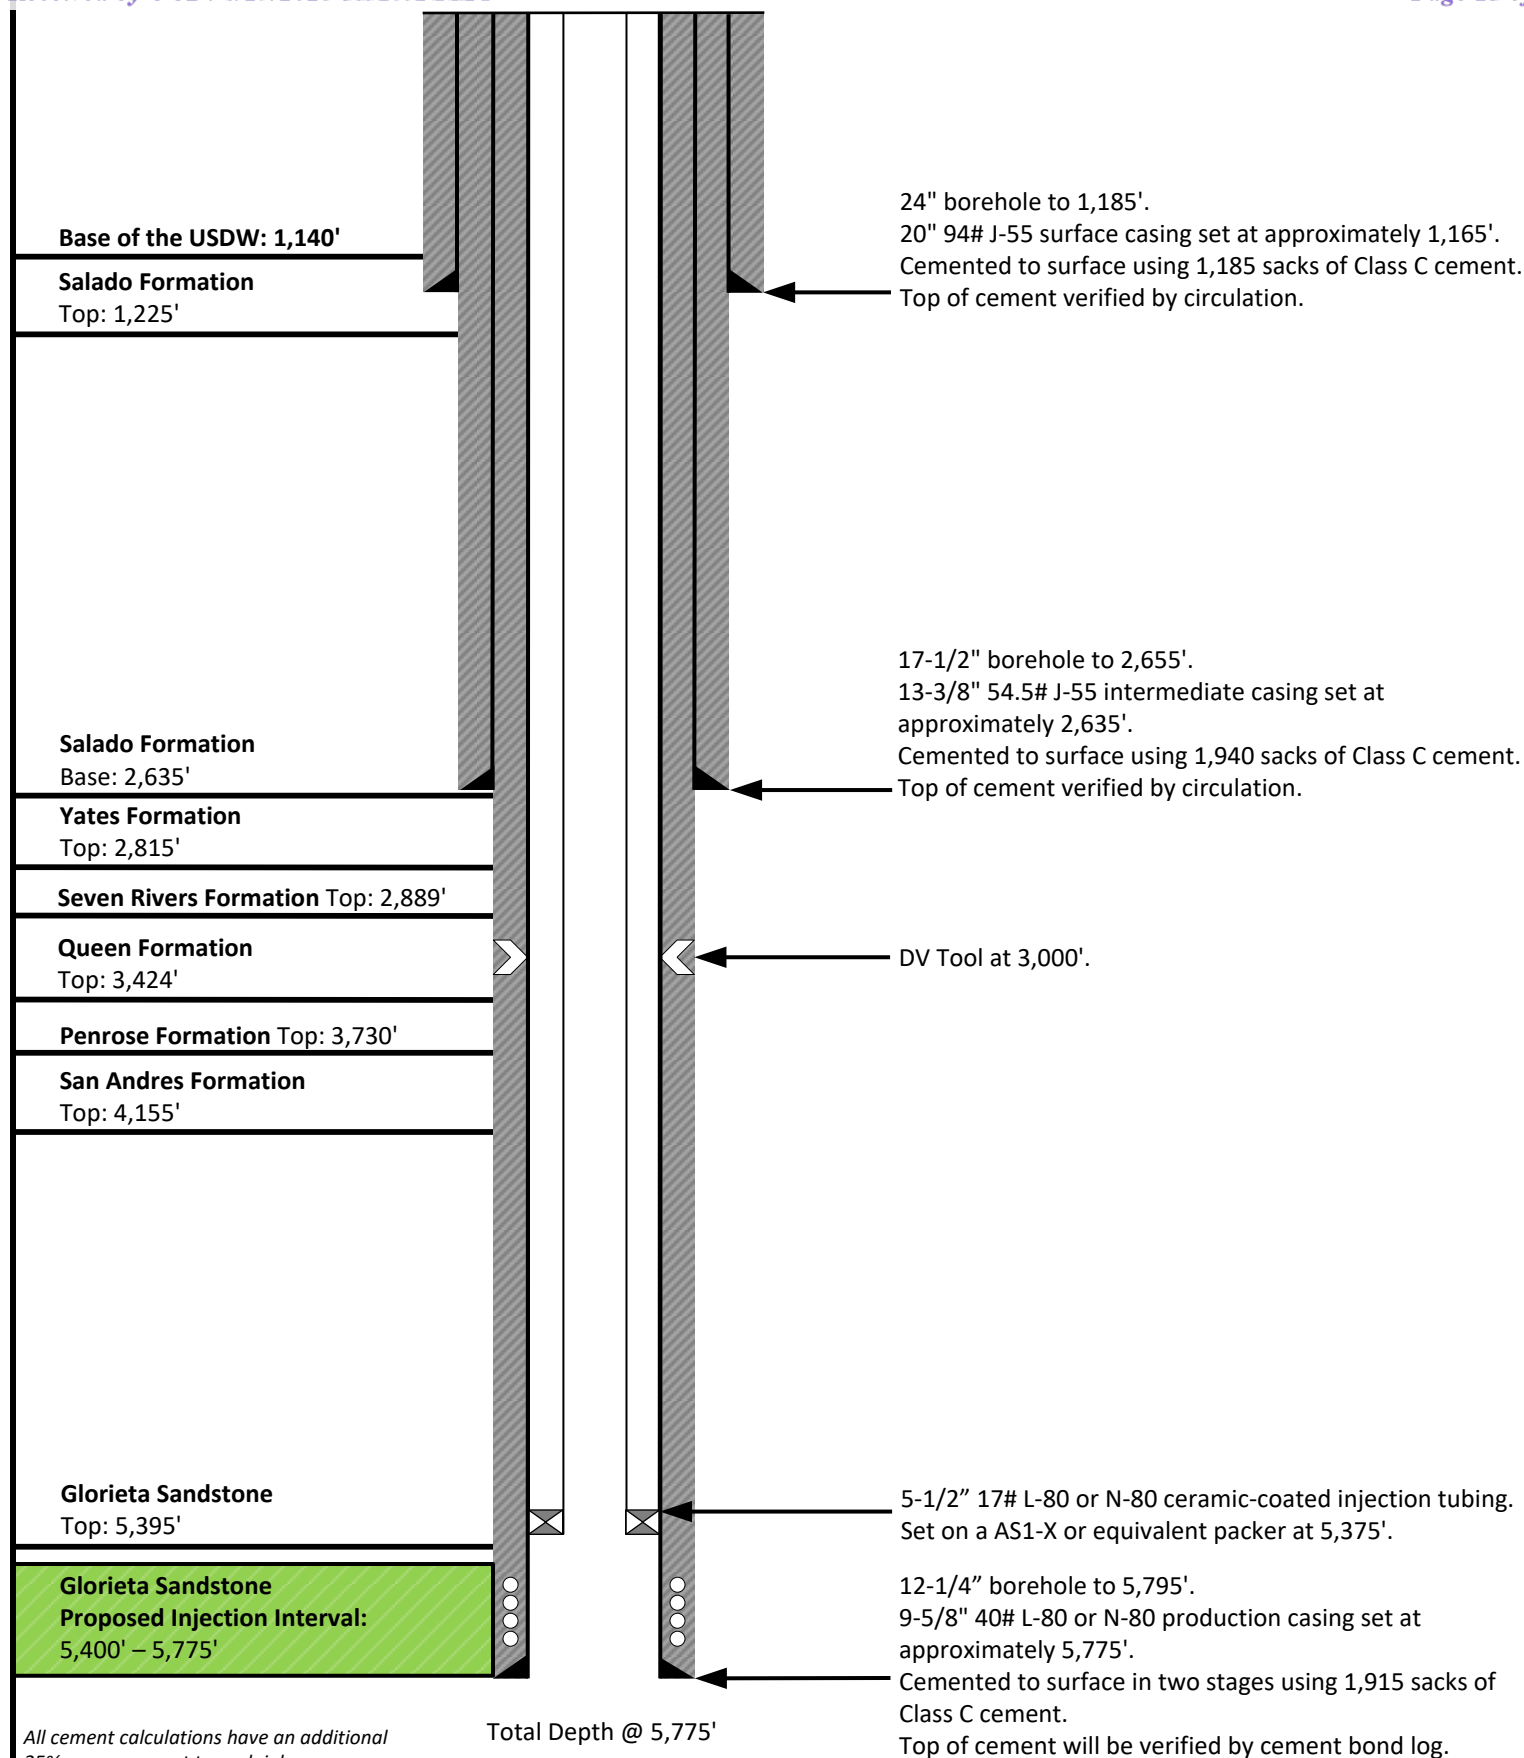 Base of the USDW: 1,140'
Salado Formation
Top: 1,225'
Salado Formation
Base: 2,635'
Yates Formation
Top: 2,815'
Seven Rivers Formation Top: 2,889'
Queen Formation
Top: 3,424'
Penrose Formation Top: 3,730'
San Andres Formation
Top: 4,155'
Glorieta Sandstone
Top: 5,395'
Glorieta Sandstone
Proposed Injection Interval:
5,400' – 5,775'
All cement calculations have an additional
24" borehole to 1,185'.
20" 94# J-55 surface casing set at approximately 1,165'.
Cemented to surface using 1,185 sacks of Class C cement.
Top of cement verified by circulation.
17-1/2" borehole to 2,655'.
13-3/8" 54.5# J-55 intermediate casing set at
approximately 2,635'.
Cemented to surface using 1,940 sacks of Class C cement.
Top of cement verified by circulation.
DV Tool at 3,000'.
5-1/2” 17# L-80 or N-80 ceramic-coated injection tubing.
Set on a AS1-X or equivalent packer at 5,375'.
12-1/4” borehole to 5,795'.
9-5/8" 40# L-80 or N-80 production casing set at
approximately 5,775'.
Cemented to surface in two stages using 1,915 sacks of
Class C cement.
Top of cement will be verified by cement bond log.
Total Depth @ 5,775'